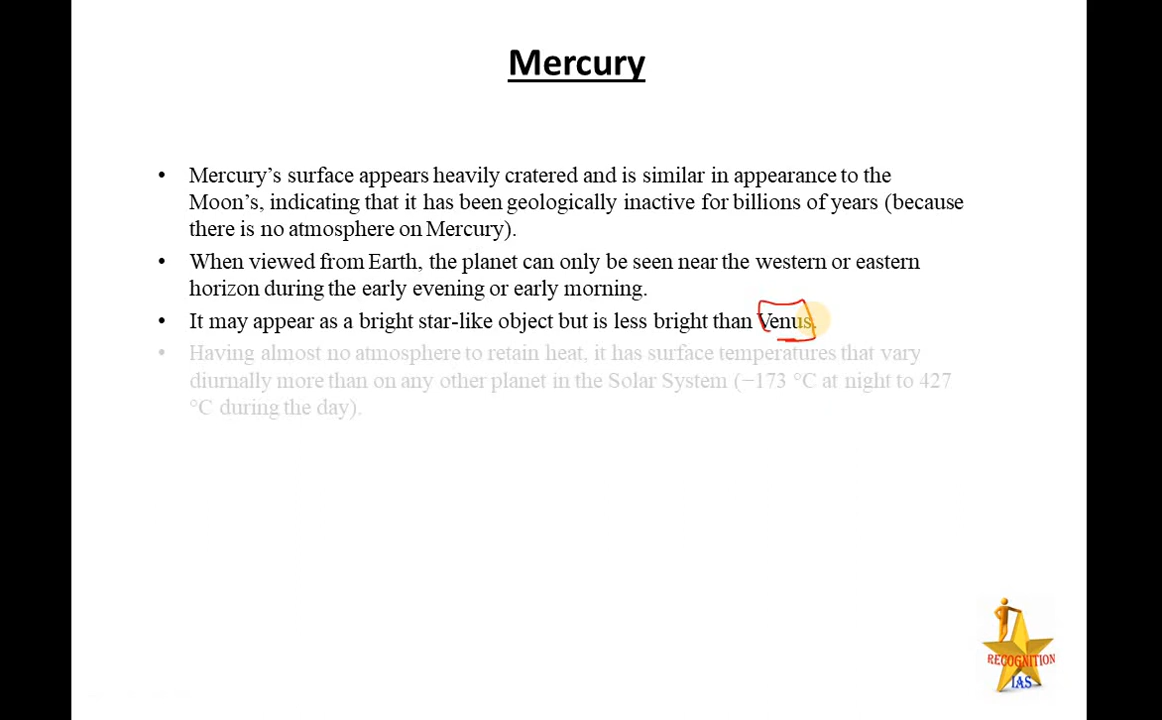 Mercury
• Mercury’s surface appears heavily cratered and is similar in appearance to the
Moon’s, indicating that it has been geologically inactive for billions of years (because
there is no atmosphere on Mercury).
• When viewed from Earth, the planet can only be seen near the western or eastern
horizon during the early evening or early morning.
• It may appear as a bright star-like object but is less bright than Venus.
• Having almost no atmosphere to retain heat, it has surface temperatures that vary
diurnally more than on any other planet in the Solar System (−173 °C at night to 427
°C during the day).
RECOGNITION
IAS